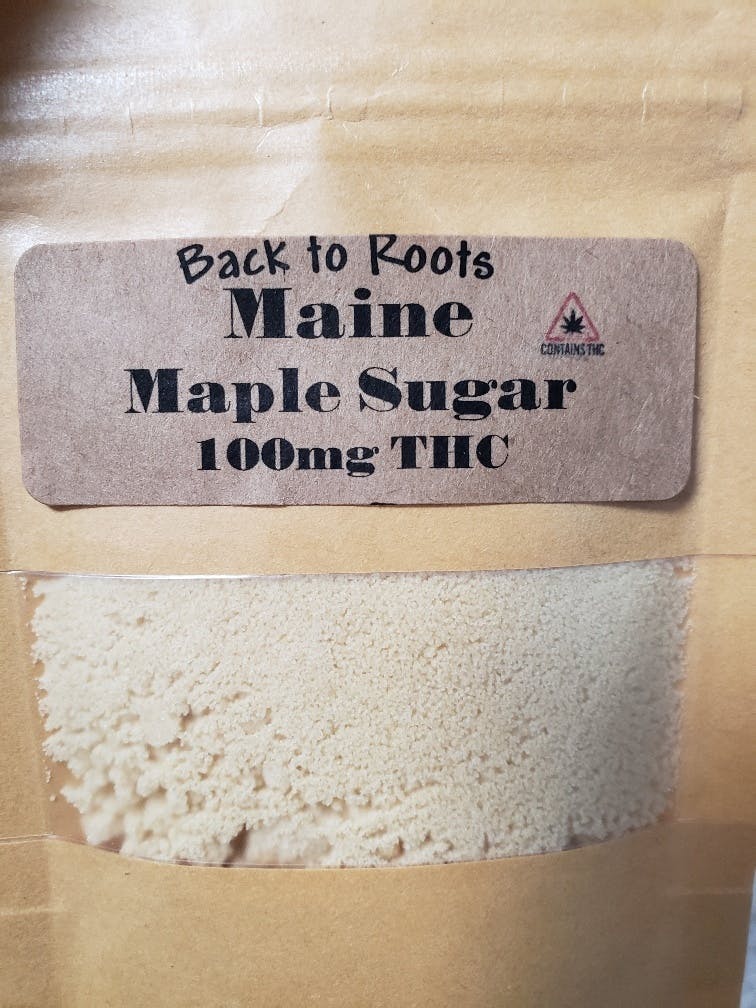 Back to Roots
Maine
CONTAINS THC
Maple Sugar
100mg THC